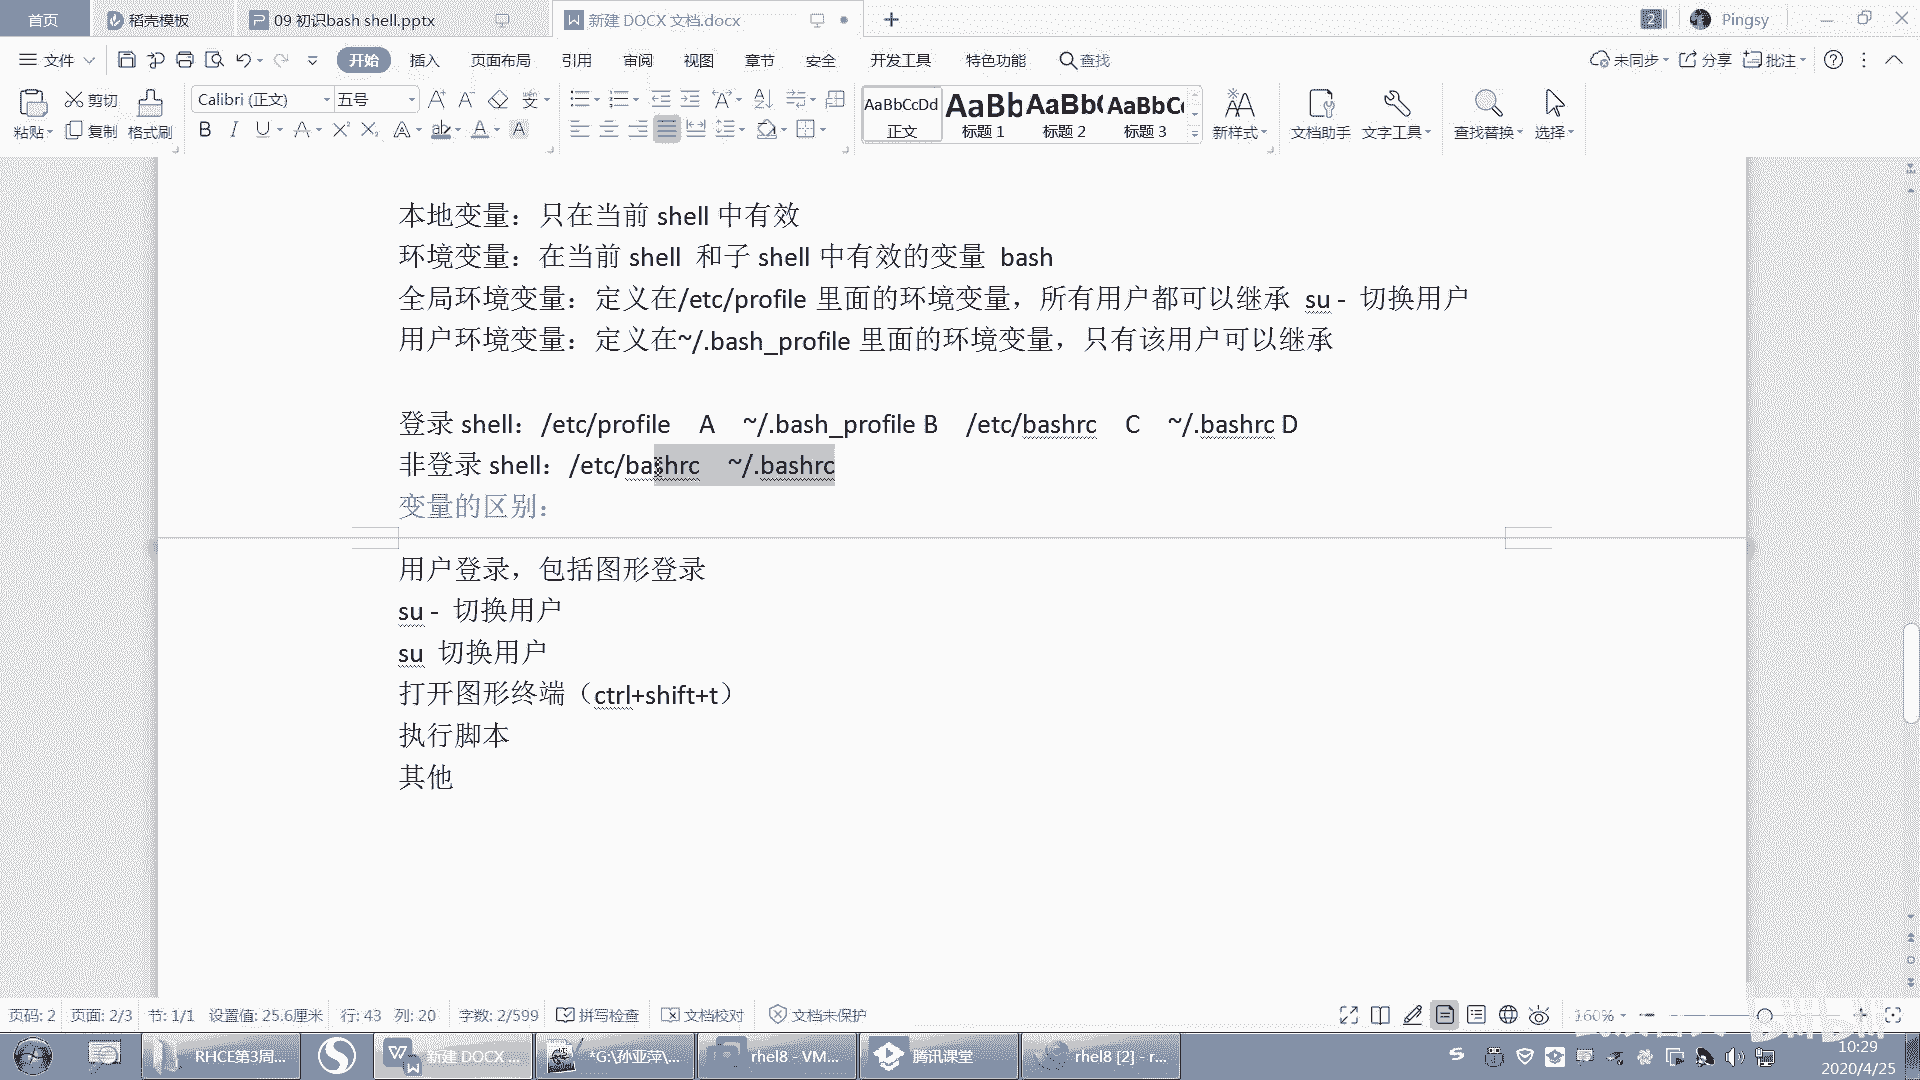 首页 稻壳模板 09 初识bash shell.pptx 新建 DOCX 文档.docx 2 Pingsy
文件 开始 插入 页面布局 引用 审阅 视图 章节 安全 开发工具 特色功能 查找 未同步 分享 批注
粘贴 剪切 复制 格式刷 Calibri (正文) 五号 AaBbCcDd 正文 标题 1 标题 2 标题 3 新样式 文档助手 文字工具 查找替换 选择
本地变量：只在当前 shell 中有效
环境变量：在当前 shell 和子 shell 中有效的变量 bash
全局环境变量：定义在/etc/profile 里面的环境变量，所有用户都可以继承 su - 切换用户
用户环境变量：定义在~/.bash_profile 里面的环境变量，只有该用户可以继承
登录 shell：/etc/profile A ~/.bash_profile B /etc/bashrc C ~/.bashrc D
非登录 shell：/etc/bashrc ~/.bashrc
变量的区别：
用户登录，包括图形登录
su - 切换用户
su 切换用户
打开图形终端（ctrl+shift+t）
执行脚本
其他
页码: 2 页面: 2/3 节: 1/1 设置值: 25.6厘米 行: 43 列: 20 字数: 2/599 拼写检查 文档校对 文档未保护 160%
RHCE第3周... 新建 DOCX ... *G:\孙亚萍\... rhel8 - VM... 腾讯课堂 rhel8 [2] - r... 10:29
2020/4/25